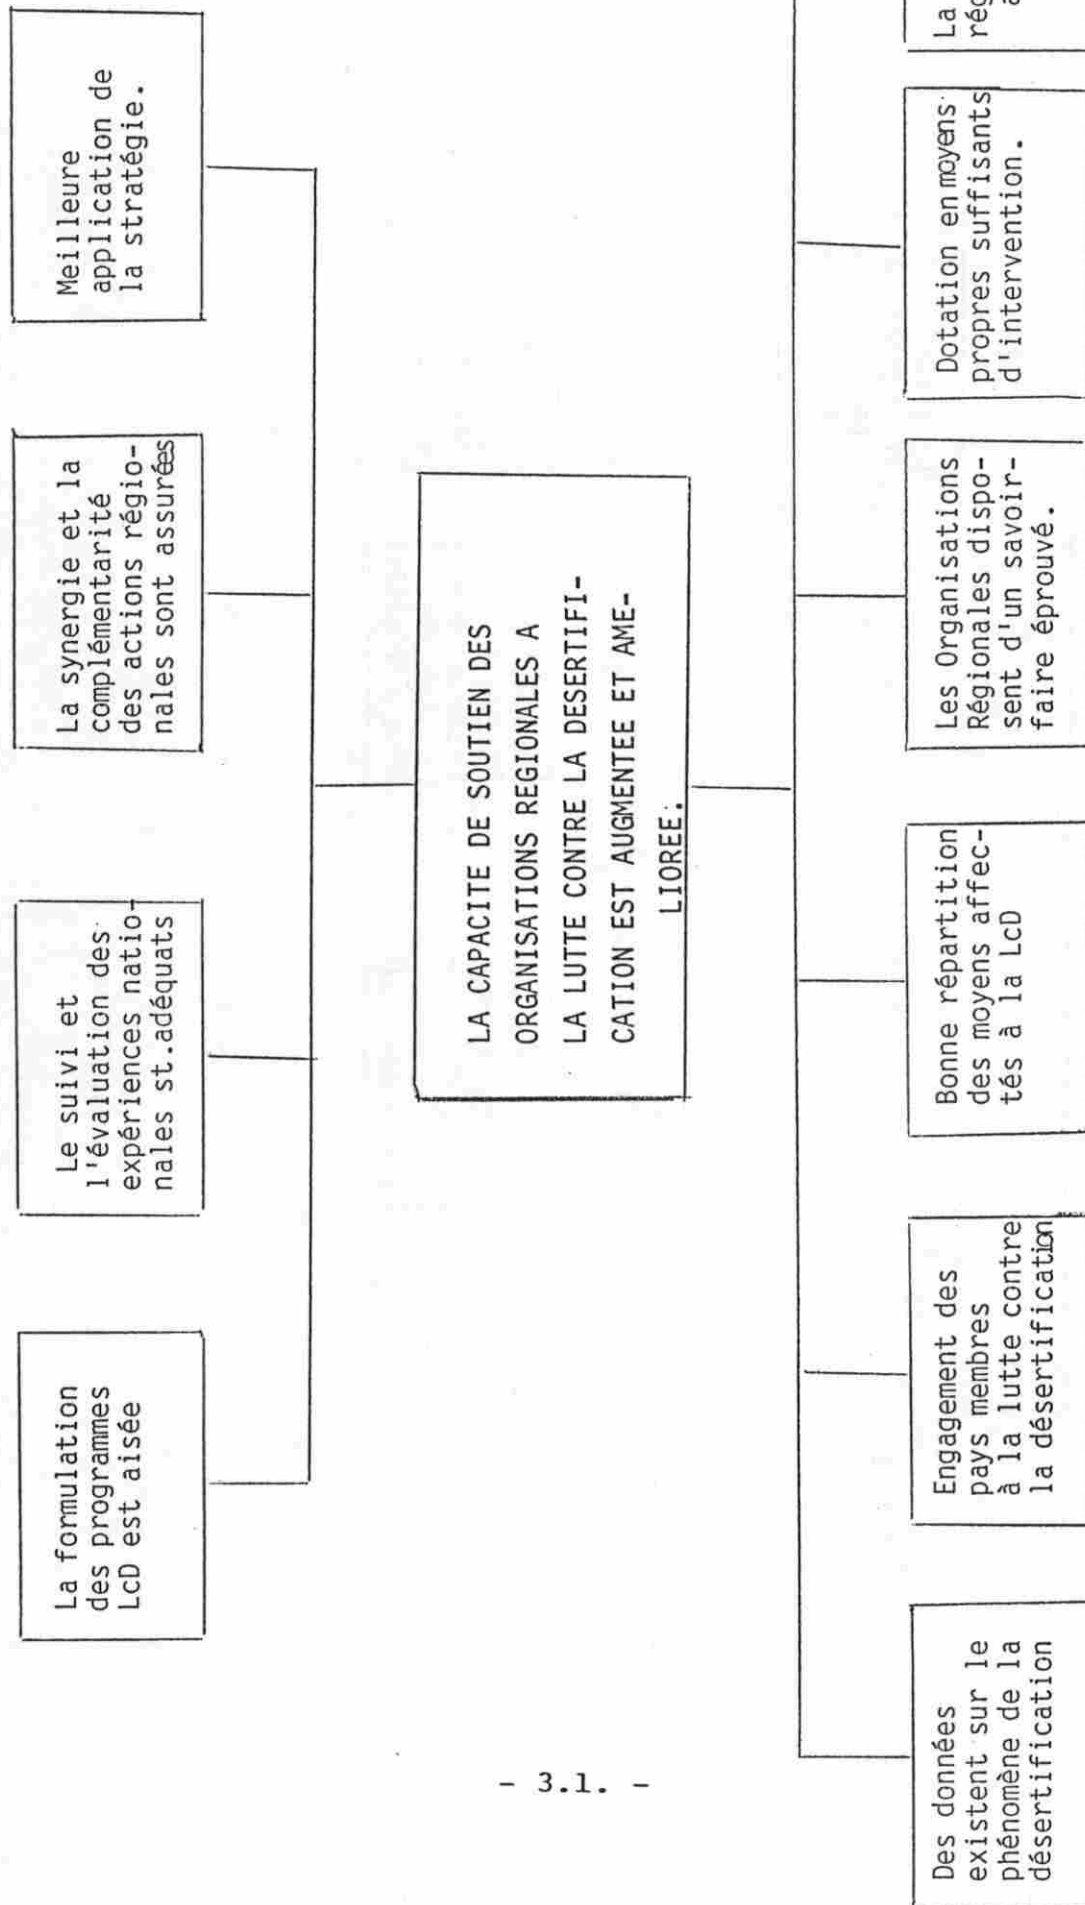 La formulation
des programmes
LcD est aisée
Le suivi et
l'évaluation des
expériences natio-
nales st.adéquats
La synergie et la
complémentarité
des actions régio-
nales sont assurées
Meilleure
application de
la stratégie.
LA CAPACITE DE SOUTIEN DES
ORGANISATIONS REGIONALES A
LA LUTTE CONTRE LA DESERTIFI-
CATION EST AUGMENTEE ET AME-
LIOREE.
Des données
existent sur le
phénomène de la
désertification
Engagement des
pays membres
à la lutte contre
la désertification
Bonne répartition
des moyens affec-
tés à la LcD
Les Organisations
Régionales dispo-
sent d'un savoir-
faire éprouvé.
Dotation en moyens
propres suffisants
d'intervention.
La
- 3.1. -